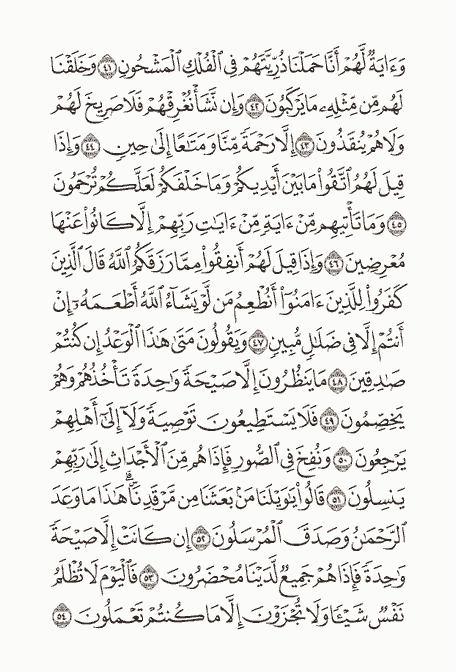 وَءَايَةٌ لَّهُمْ أَنَّا حَمَلْنَا ذُرِّيَّتَهُمْ فِي الْفُلْكِ الْمَشْحُونِ ٤١ وَخَلَقْنَا
لَهُم مِّن مِّثْلِهِۦ مَا يَرْكَبُونَ ٤٢ وَإِن نَّشَأْ نُغْرِقْهُمْ فَلَا صَرِيخَ لَهُمْ
وَلَا هُمْ يُنقَذُونَ ٤٣ إِلَّا رَحْمَةً مِّنَّا وَمَتَٰعًا إِلَىٰ حِينٍ ٤٤ وَإِذَا
قِيلَ لَهُمُ ٱتَّقُوا۟ مَا بَيْنَ أَيْدِيكُمْ وَمَا خَلْفَكُمْ لَعَلَّكُمْ تُرْحَمُونَ
٤٥ وَمَا تَأْتِيهِم مِّنْ ءَايَةٍ مِّنْ ءَايَٰتِ رَبِّهِمْ إِلَّا كَانُوا۟ عَنْهَا
مُعْرِضِينَ ٤٦ وَإِذَا قِيلَ لَهُمْ أَنفِقُوا۟ مِمَّا رَزَقَكُمُ ٱللَّهُ قَالَ ٱلَّذِينَ
كَفَرُوا۟ لِلَّذِينَ ءَامَنُوٓا۟ أَنُطْعِمُ مَن لَّوْ يَشَآءُ ٱللَّهُ أَطْعَمَهُۥٓ إِنْ
أَنتُمْ إِلَّا فِي ضَلَٰلٍ مُّبِينٍ ٤٧ وَيَقُولُونَ مَتَىٰ هَٰذَا ٱلْوَعْدُ إِن كُنتُمْ
صَٰدِقِينَ ٤٨ مَا يَنظُرُونَ إِلَّا صَيْحَةً وَٰحِدَةً تَأْخُذُهُمْ وَهُمْ
يَخِصِّمُونَ ٤٩ فَلَا يَسْتَطِيعُونَ تَوْصِيَةً وَلَآ إِلَىٰٓ أَهْلِهِمْ
يَرْجِعُونَ ٥٠ وَنُفِخَ فِي ٱلصُّورِ فَإِذَا هُم مِّنَ ٱلْأَجْدَاثِ إِلَىٰ رَبِّهِمْ
يَنسِلُونَ ٥١ قَالُوا۟ يَٰوَيْلَنَا مَنۢ بَعَثَنَا مِن مَّرْقَدِنَا ۗ هَٰذَا مَا وَعَدَ
ٱلرَّحْمَٰنُ وَصَدَقَ ٱلْمُرْسَلُونَ ٥٢ إِن كَانَتْ إِلَّا صَيْحَةً
وَٰحِدَةً فَإِذَا هُمْ جَمِيعٌ لَّدَيْنَا مُحْضَرُونَ ٥٣ فَٱلْيَوْمَ لَا تُظْلَمُ
نَفْسٌ شَيْـًٔا وَلَا تُجْزَوْنَ إِلَّا مَا كُنتُمْ تَعْمَلُونَ ٥٤